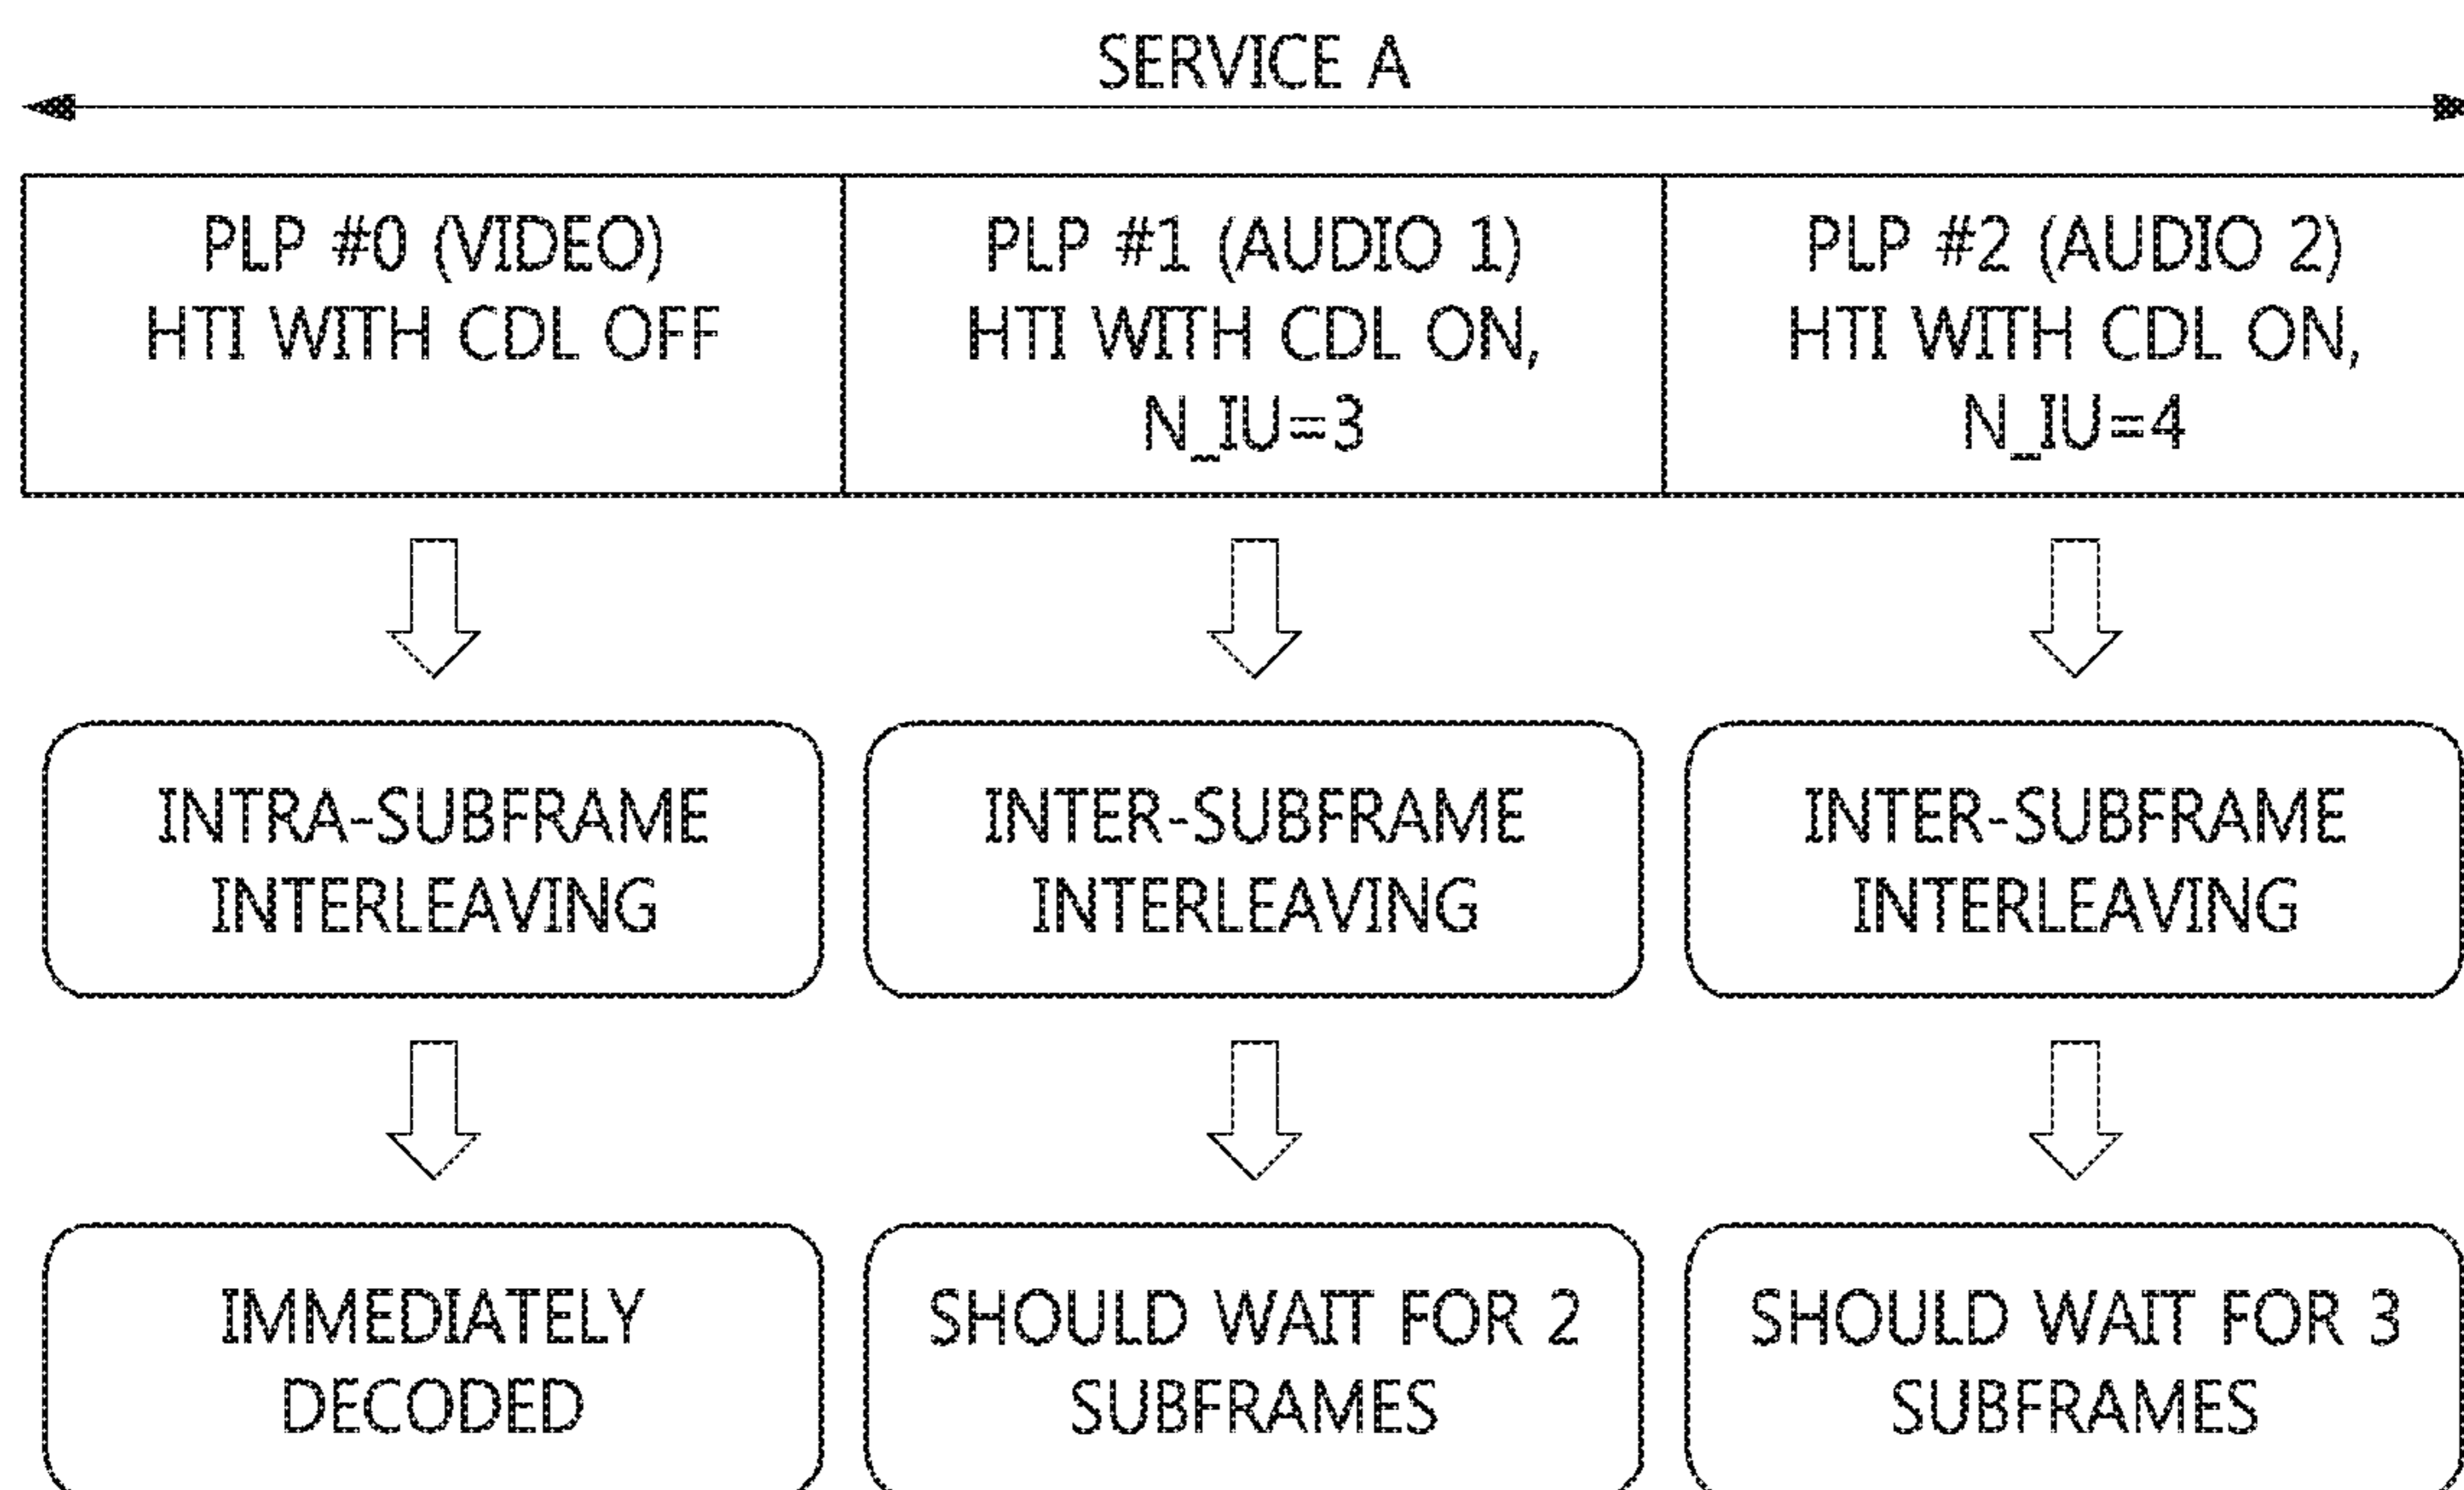 SERVICE A
PLP #0 (VIDEO)
HTI WITH CDL OFF
PLP #1 (AUDIO 1)
HTI WITH CDL ON,
N_IU=3
PLP #2 (AUDIO 2)
HTI WITH CDL ON,
N_IU=4
INTRA-SUBFRAME
INTERLEAVING
INTER-SUBFRAME
INTERLEAVING
INTER-SUBFRAME
INTERLEAVING
IMMEDIATELY
DECODED
SHOULD WAIT FOR 2
SUBFRAMES
SHOULD WAIT FOR 3
SUBFRAMES